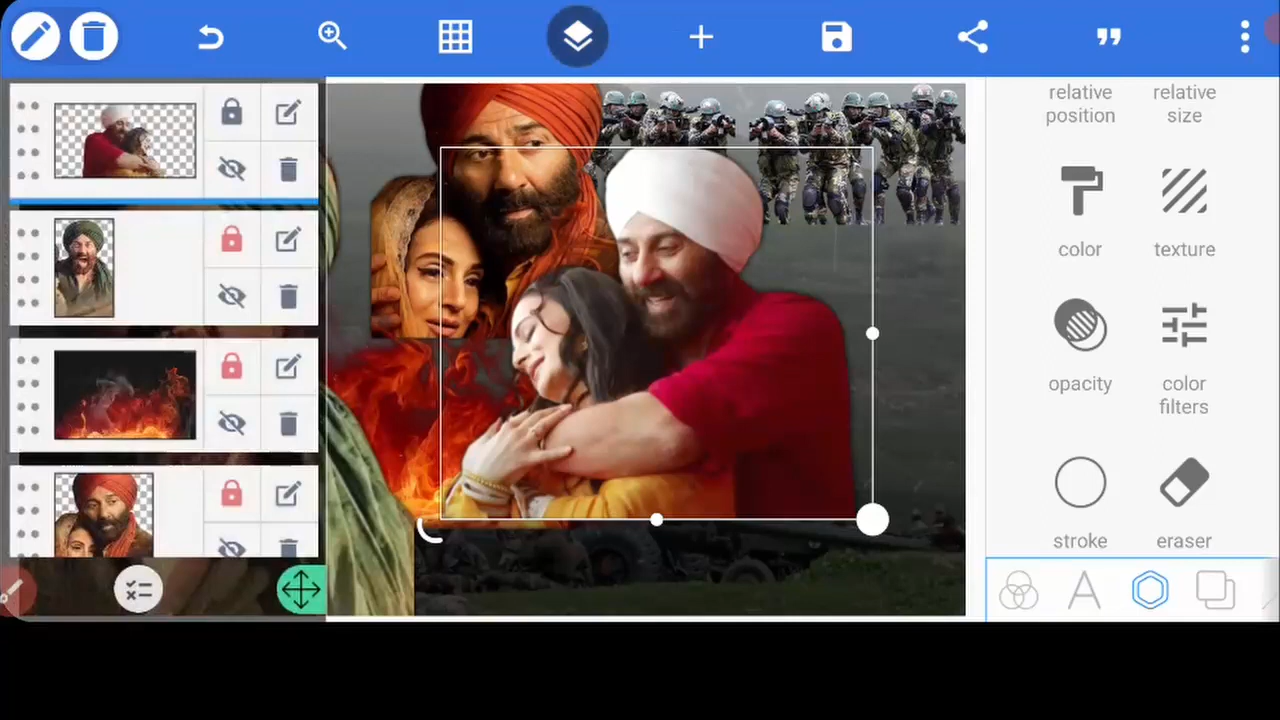 relative
position
relative
size
color
texture
opacity
color
filters
stroke
eraser